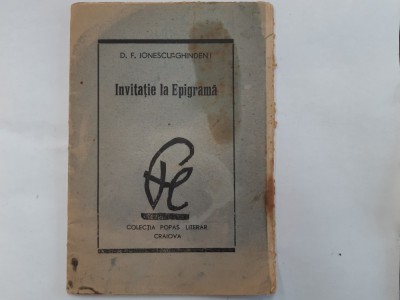 D. F. IONESCU-GHINDENI
Invitație la Epigramă
COLECȚIA POPAS LITERAR
CRAIOVA